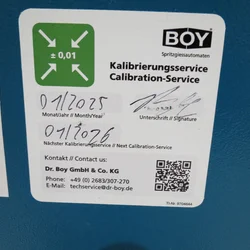 BOY
Spritzgiessautomaten
± 0,01
Kalibrierungsservice
Calibration-Service
01/2025
Monat/Jahr // Month/Year
Unterschrift // Signature
01/2026
Nächster Kalibrierungsservice // Next Calibration-Service
Kontakt // Contact us:
Dr. Boy GmbH & Co. KG
Phone: +49 (0) 2683/307-270
E-Mail: techservice@dr-boy.de